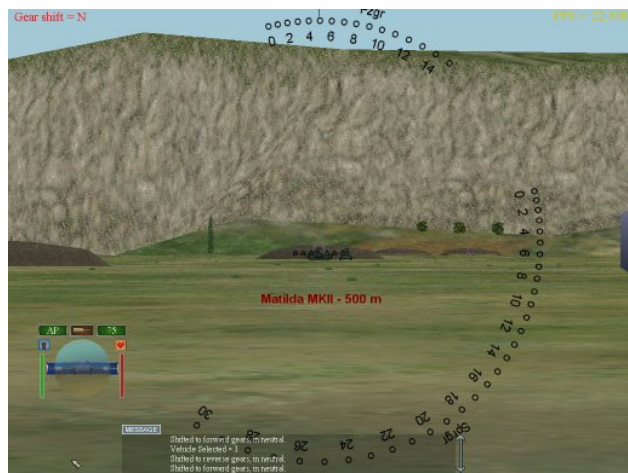 Gear shift = N
Pzgr
0 2 4 6 8 10 12 14
0
2
4
6
8
10
12
14
16
18
20
22
24
26
28
30
Sprgr
Matilda MKII - 500 m
AP
75
MESSAGE
Shifted to forward gears, in neutral.
Vehicle Selected = 1
Shifted to reverse gears, in neutral.
Shifted to forward gears, in neutral.